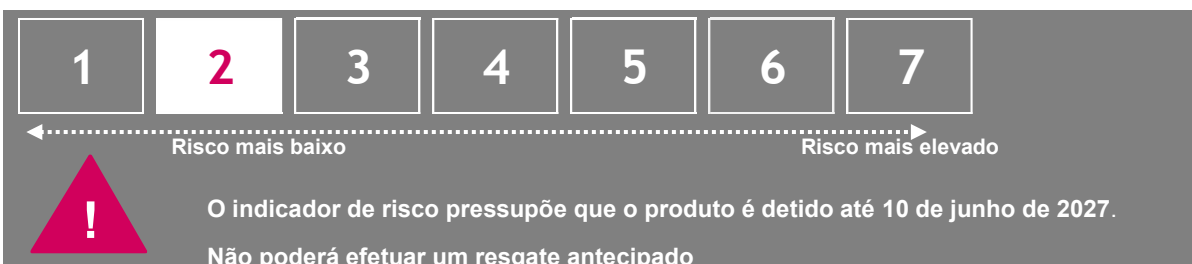 1 2 3 4 5 6 7
Risco mais baixo Risco mais elevado
! O indicador de risco pressupõe que o produto é detido até 10 de junho de 2027.
Não poderá efetuar um resgate antecipado